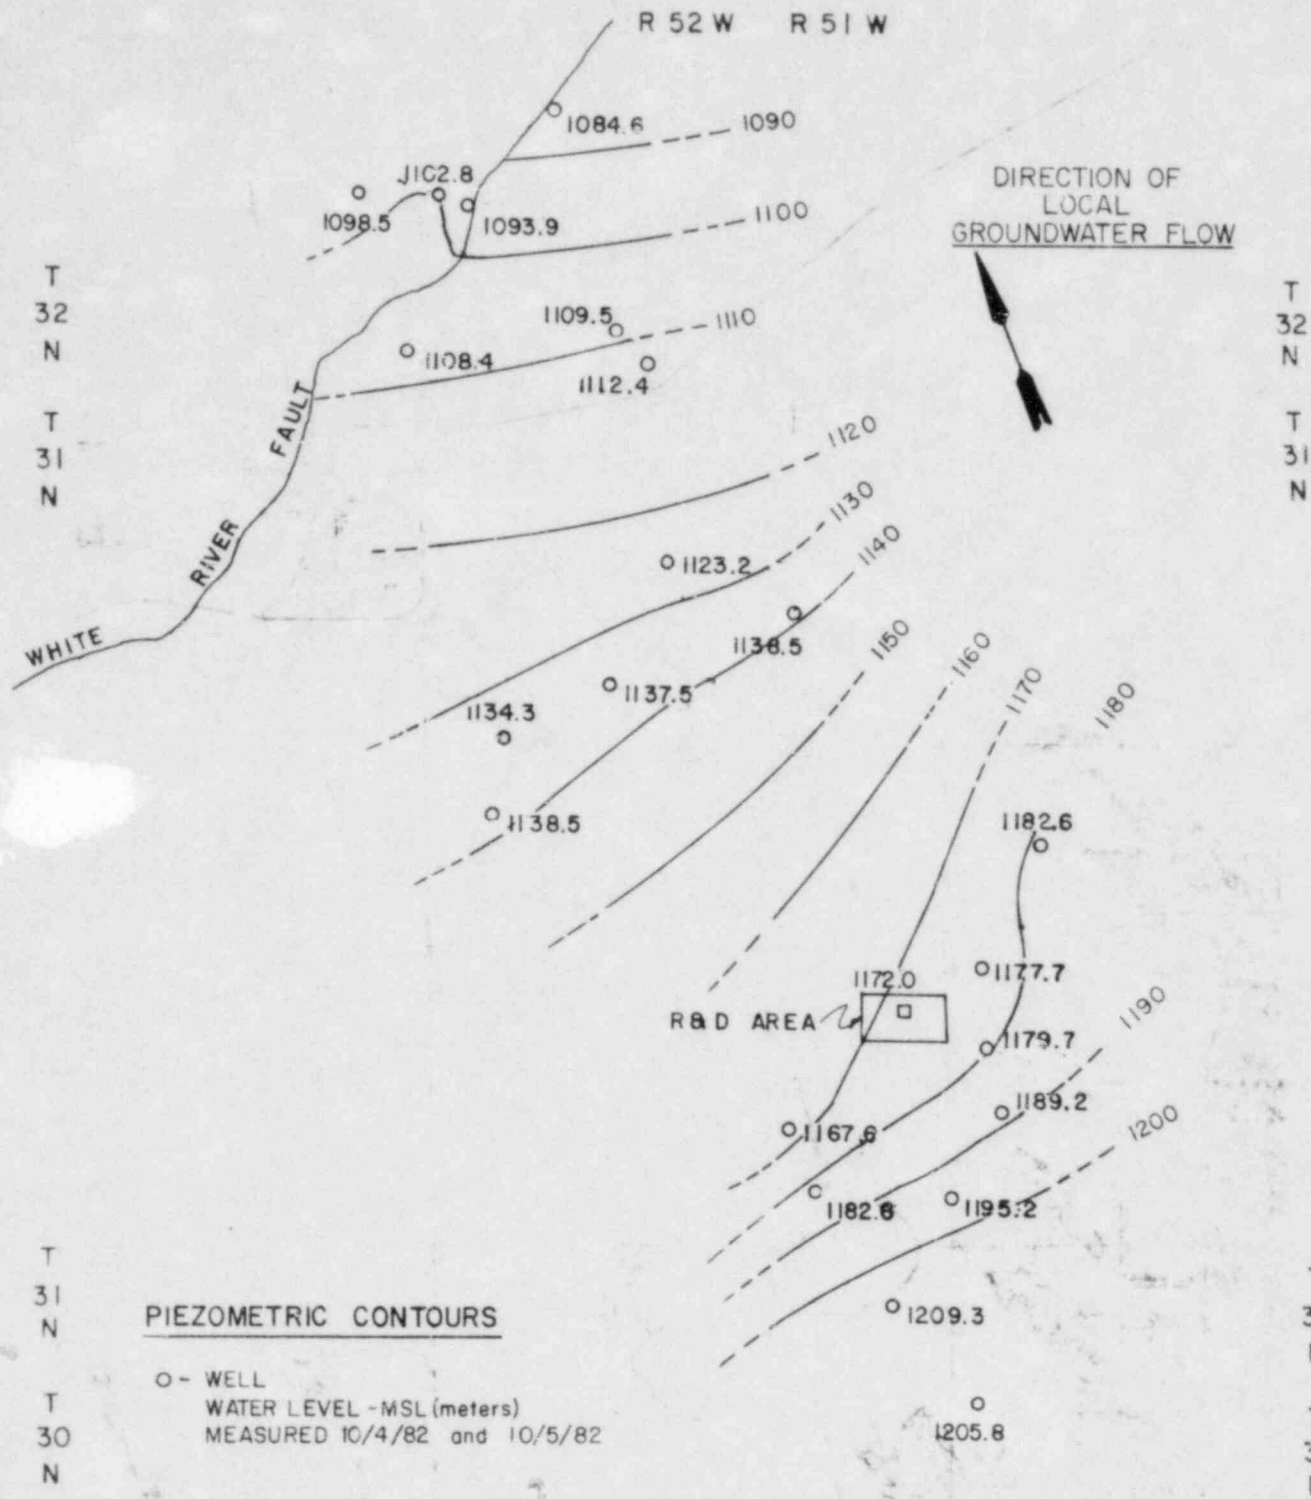 R 52 W R 51 W
1084.6
1090
1102.8
1098.5
1093.9
1100
DIRECTION OF
LOCAL
GROUNDWATER FLOW
T
32
N
T
32
N
1109.5
1110
1108.4
1112.4
T
31
N
T
31
N
WHITE RIVER FAULT
1120
1130
1123.2
1140
1138.5
1150
1160
1137.5
1134.3
1170
1180
1138.5
1182.6
1177.7
1172.0
R&D AREA
1179.7
1190
1189.2
1167.6
1200
1182.6
1195.2
T
31
N
PIEZOMETRIC CONTOURS
1209.3
O - WELL
WATER LEVEL - MSL (meters)
MEASURED 10/4/82 and 10/5/82
T
30
N
1205.8